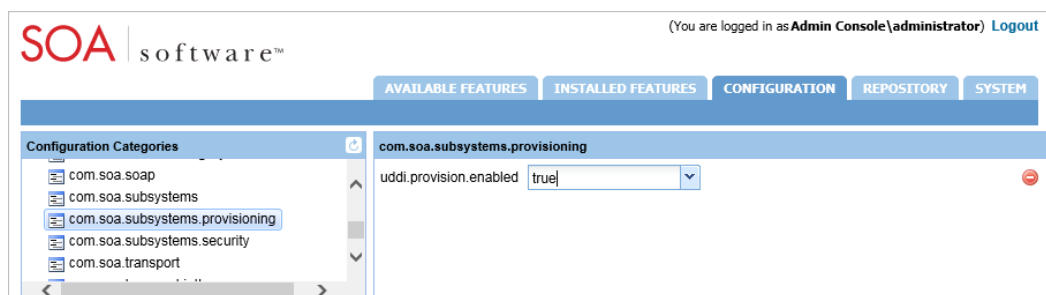 (You are logged in as Admin Console\administrator) Logout
SOA software™
AVAILABLE FEATURES INSTALLED FEATURES CONFIGURATION REPOSITORY SYSTEM
Configuration Categories
com.soa.subsystems.provisioning
com.soa.soap
uddi.provision.enabled true
com.soa.subsystems
com.soa.subsystems.provisioning
com.soa.subsystems.security
com.soa.transport